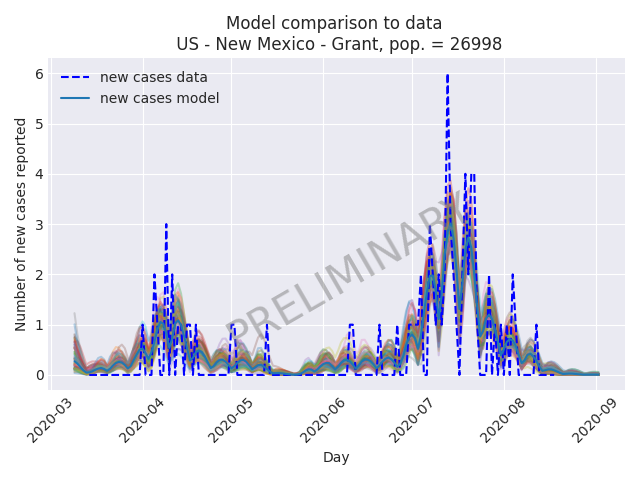 Model comparison to data
US - New Mexico - Grant, pop. = 26998
new cases data
new cases model
Number of new cases reported
6
5
4
3
2
1
0
PRELIMINARY
2020-03
2020-04
2020-05
2020-06
2020-07
2020-08
2020-09
Day